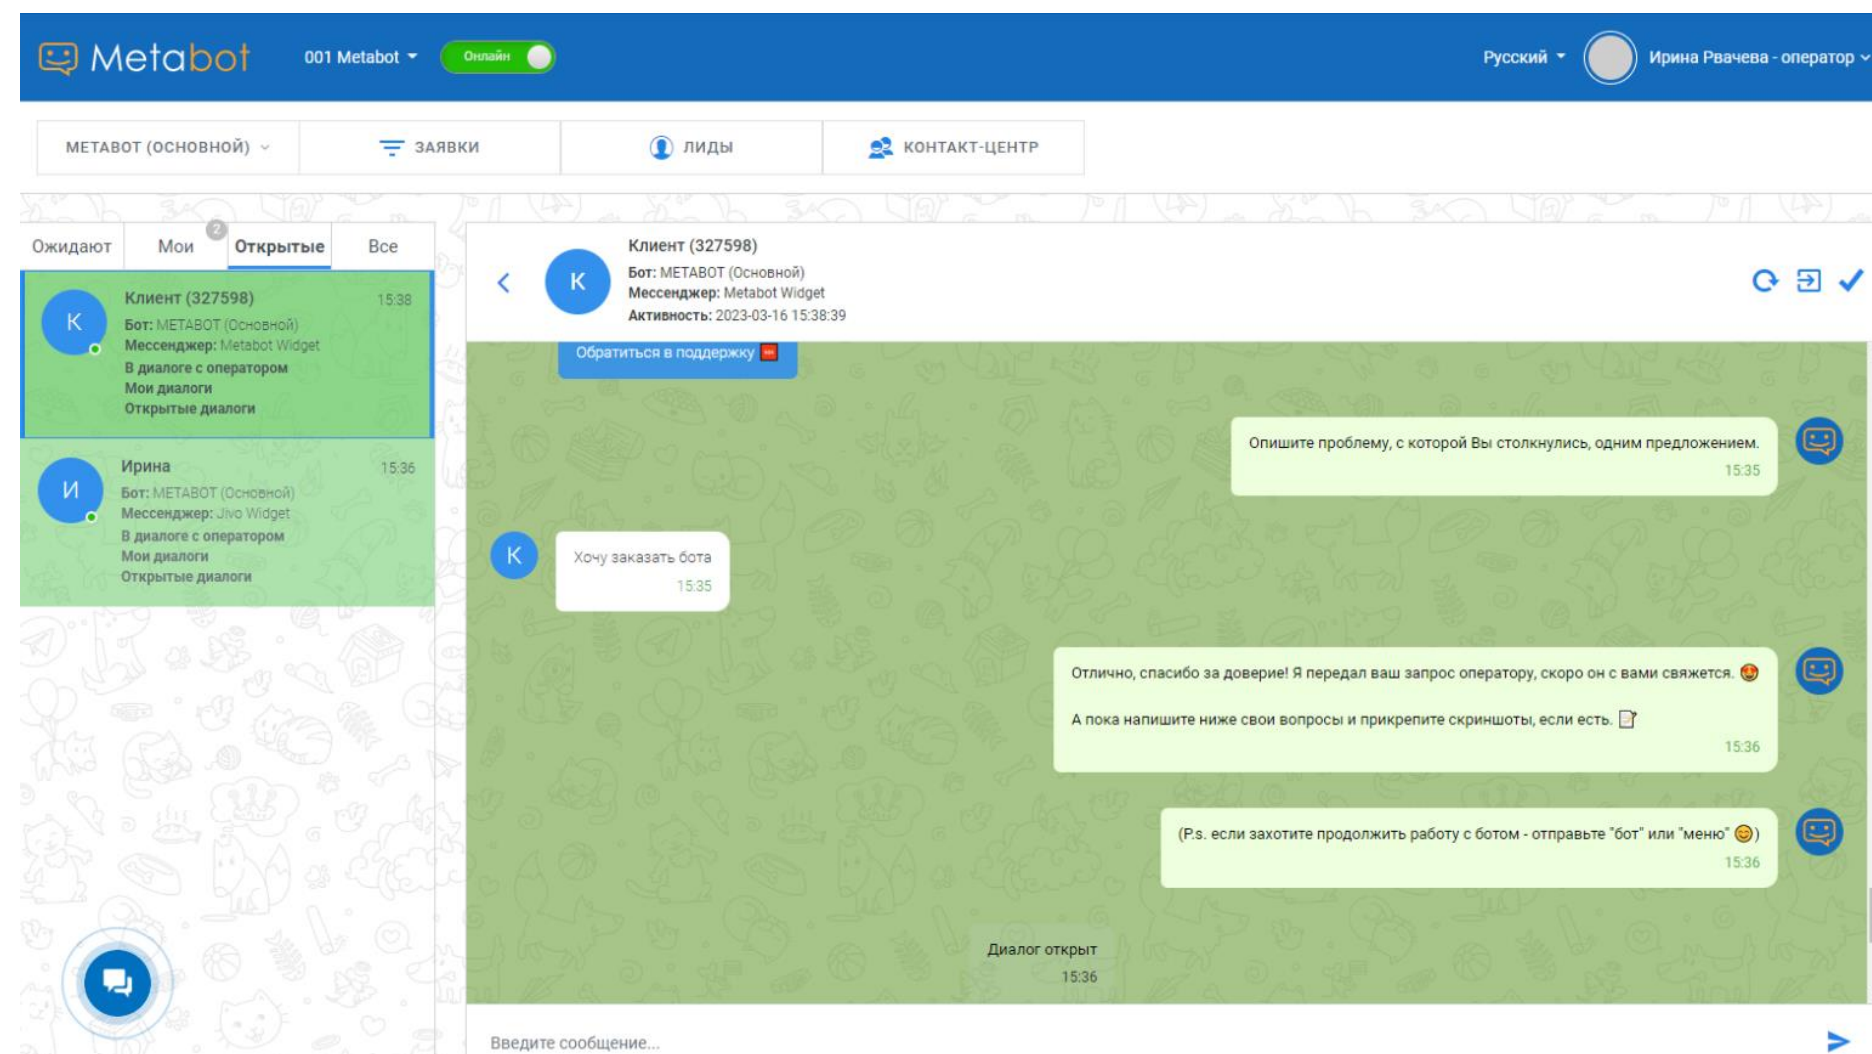 Metabot
001 Metabot
Онлайн
Русский
Ирина Рвачева - оператор
МЕТАВОТ (ОСНОВНОЙ)
ЗАЯВКИ
ЛИДЫ
КОНТАКТ-ЦЕНТР
Ожидают
Мои
2
Открытые
Все
К
Клиент (327598)
15:38
Бот: METABOT (Основной)
Мессенджер: Metabot Widget
В диалоге с оператором
Мои диалоги
Открытые диалоги
И
Ирина
15:36
Бот: METABOT (Основной)
Мессенджер: Jivo Widget
В диалоге с оператором
Мои диалоги
Открытые диалоги
К
Клиент (327598)
Бот: METABOT (Основной)
Мессенджер: Metabot Widget
Активность: 2023-03-16 15:38:39
Обратиться в поддержку 🆘
Опишите проблему, с которой Вы столкнулись, одним предложением.
15:35
К
Хочу заказать бота
15:35
Отлично, спасибо за доверие! Я передал ваш запрос оператору, скоро он с вами свяжется. 🤩
А пока напишите ниже свои вопросы и прикрепите скриншоты, если есть. 📝
15:36
(P.s. если захотите продолжить работу с ботом - отправьте "бот" или "меню" 😊)
15:36
Диалог открыт
15:36
Введите сообщение...